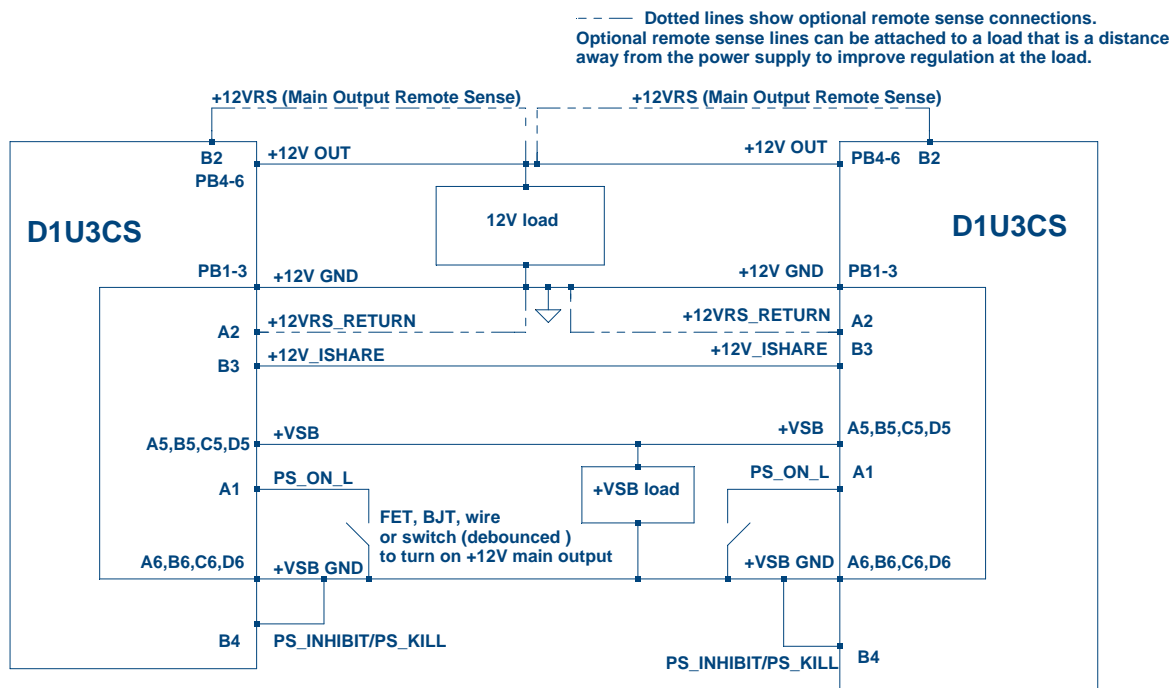 Dotted lines show optional remote sense connections.
Optional remote sense lines can be attached to a load that is a distance
away from the power supply to improve regulation at the load.
+12VRS (Main Output Remote Sense)
+12VRS (Main Output Remote Sense)
B2
+12V OUT
+12V OUT
PB4-6
B2
PB4-6
D1U3CS
12V load
D1U3CS
PB1-3
+12V GND
+12V GND
PB1-3
A2
+12VRS_RETURN
+12VRS_RETURN
A2
B3
+12V_ISHARE
+12V_ISHARE
B3
A5,B5,C5,D5
+VSB
+VSB
A5,B5,C5,D5
A1
PS_ON_L
+VSB load
PS_ON_L
A1
FET, BJT, wire
or switch (debounced )
to turn on +12V main output
A6,B6,C6,D6
+VSB GND
+VSB GND
A6,B6,C6,D6
B4
PS_INHIBIT/PS_KILL
PS_INHIBIT/PS_KILL
B4